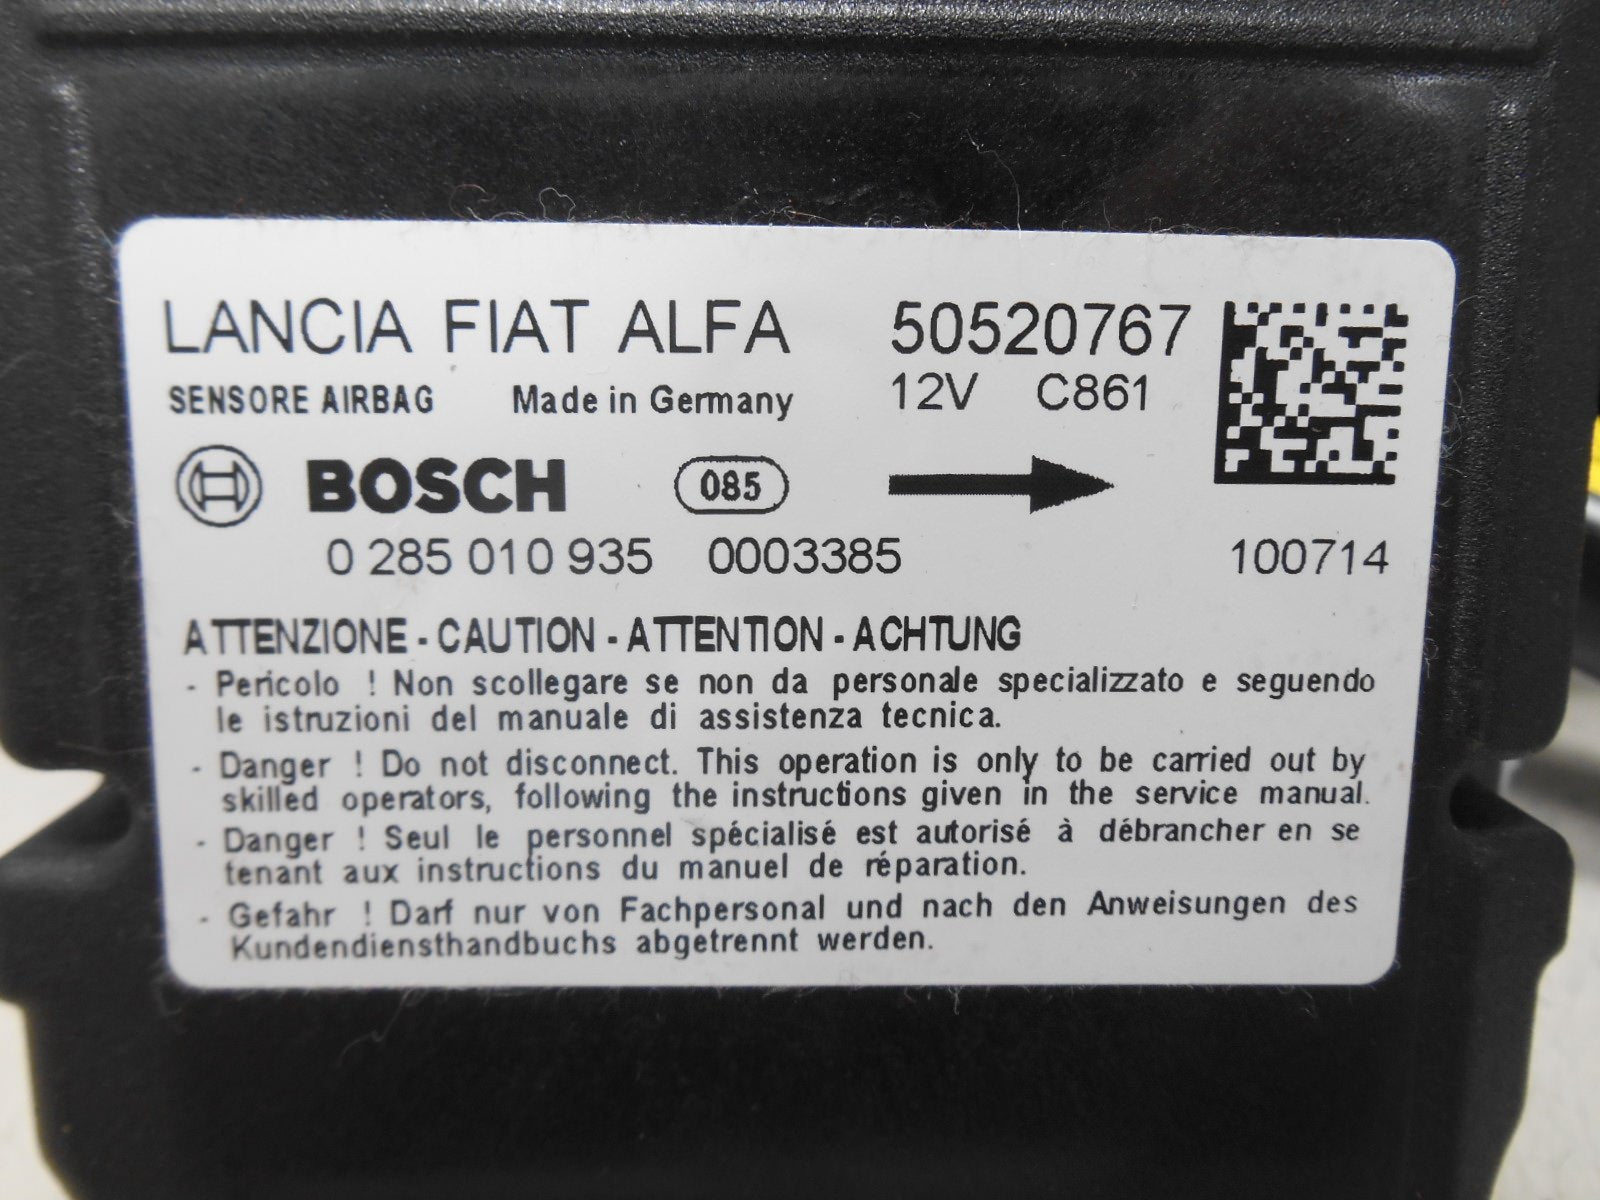 LANCIA FIAT ALFA 50520767
SENSORE AIRBAG Made in Germany 12V C861
BOSCH 085
0 285 010 935 0003385 100714
ATTENZIONE - CAUTION - ATTENTION - ACHTUNG
- Pericolo ! Non scollegare se non da personale specializzato e seguendo
le istruzioni del manuale di assistenza tecnica.
- Danger ! Do not disconnect. This operation is only to be carried out by
skilled operators, following the instructions given in the service manual.
- Danger ! Seul le personnel spécialisé est autorisé à débrancher en se
tenant aux instructions du manuel de réparation.
- Gefahr ! Darf nur von Fachpersonal und nach den Anweisungen des
Kundendiensthandbuchs abgetrennt werden.